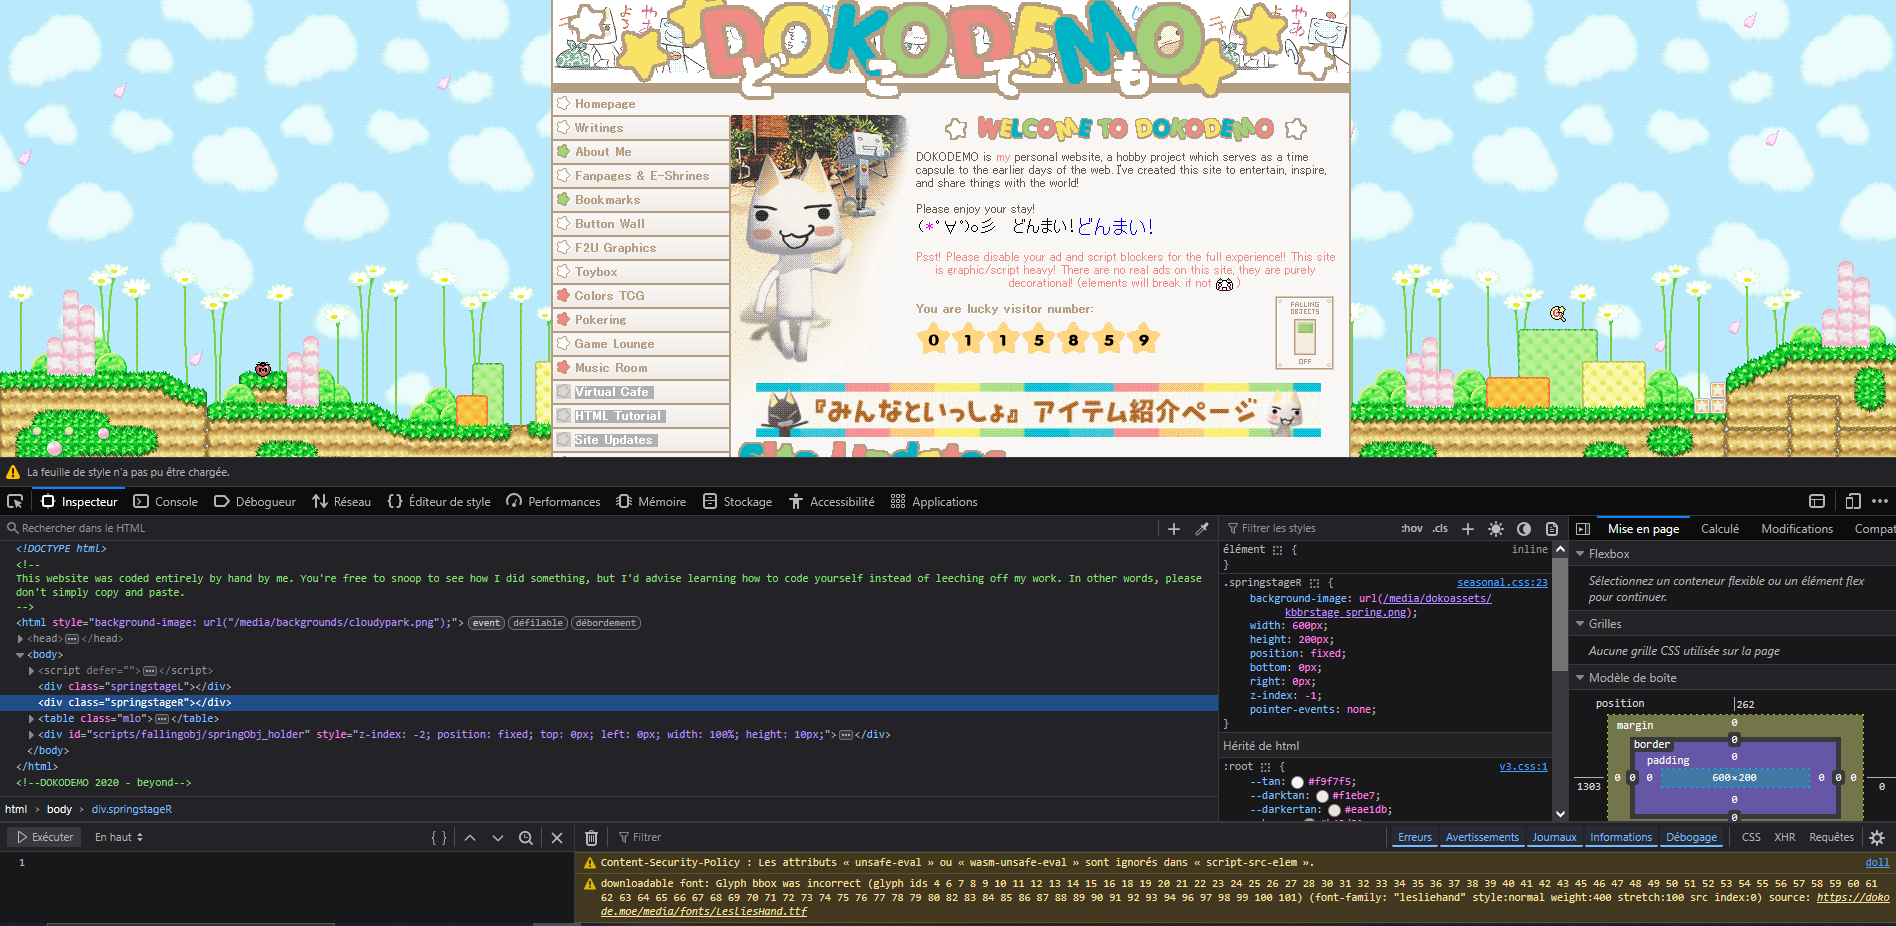 DOKODEMO
どこでも
Homepage
Writings
About Me
Fanpages & E-Shrines
Bookmarks
Button Wall
F2U Graphics
Toybox
Colors TCG
Pokering
Game Lounge
Music Room
Virtual Cafe
HTML Tutorial
Site Updates
WELCOME TO DOKODEMO
DOKODEMO is my personal website, a hobby project which serves as a time
capsule to the earlier days of the web. I've created this site to entertain, inspire,
and share things with the world!
Please enjoy your stay!
(*ﾟ∀ﾟ)o彡 どんまい!どんまい!
Psst! Please disable your ad and script blockers for the full experience!! This site
is graphic/script heavy! There are no real ads on this site, they are purely
decorational! (elements will break if not )
You are lucky visitor number:
0 1 1 5 8 5 9
FALLING
OBJECTS
OFF
『みんなといっしょ』 アイテム紹介ページ
Site Updates
La feuille de style n'a pas pu être chargée.
Inspecteur Console Débogueur Réseau Éditeur de style Performances Mémoire Stockage Accessibilité Applications
Rechercher dans le HTML
<!DOCTYPE html>
<!--
This website was coded entirely by hand by me. You're free to snoop to see how I did something, but I'd advise learning how to code yourself instead of leeching off my work. In other words, please
don't simply copy and paste.
-->
<html style="background-image: url("/media/backgrounds/cloudypark.png");"> event défilable débordement
<head></head>
<body>
<script defer=""></script>
<div class="springstageL"></div>
<div class="springstageR"></div>
<table class="mlo"></table>
<div id="scripts/fallingobj/springObj_holder" style="z-index: -2; position: fixed; top: 0px; left: 0px; width: 100%; height: 10px;"></div>
</body>
</html>
<!--DOKODEMO 2020 - beyond-->
html › body › div.springstageR
Filtrer les styles :hov .cls
élément { inline
}
.springstageR { seasonal.css:23
background-image: url(/media/dokoassets/
kbbrstage_spring.png);
width: 600px;
height: 200px;
position: fixed;
bottom: 0px;
right: 0px;
z-index: -1;
pointer-events: none;
}
Hérité de html
:root { v3.css:1
--tan: #f9f7f5;
--darktan: #f1ebe7;
--darkertan: #eae1db;
Mise en page Calculé Modifications Compat
Flexbox
Sélectionnez un conteneur flexible ou un élément flex
pour continuer.
Grilles
Aucune grille CSS utilisée sur la page
Modèle de boîte
position 262
margin 0
border 0
padding 0
1303 0 0 0 600×200 0 0 0 0
0
0
Exécuter En haut
1
Filtrer Erreurs Avertissements Journaux Informations Débogage CSS XHR Requêtes
Content-Security-Policy : Les attributs « unsafe-eval » ou « wasm-unsafe-eval » sont ignorés dans « script-src-elem ». doll
downloadable font: Glyph bbox was incorrect (glyph ids 4 6 7 8 9 10 11 12 13 14 15 16 18 19 20 21 22 23 24 25 26 27 28 30 31 32 33 34 35 36 37 38 39 40 41 42 43 45 46 47 48 49 50 51 52 53 54 55 56 57 58 59 60 61
62 63 64 65 66 67 68 69 70 71 72 73 74 75 76 77 78 79 80 82 83 84 85 86 87 88 89 90 91 92 93 94 96 97 98 99 100 101) (font-family: "lesliehand" style:normal weight:400 stretch:100 src index:0) source: https://doko
de.moe/media/fonts/LesLiesHand.ttf